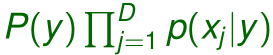 P(y) ∏_{j=1}^{D} p(x_j|y)